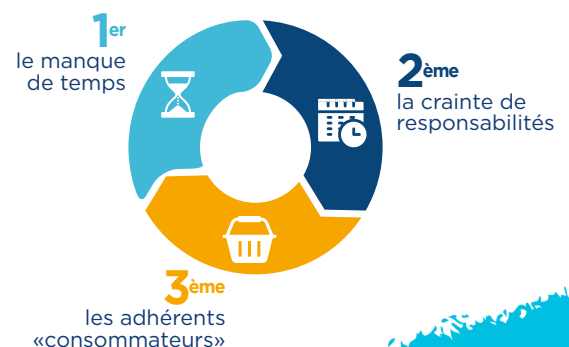 1er
le manque
de temps
2ème
la crainte de
responsabilités
3ème
les adhérents
«consommateurs»